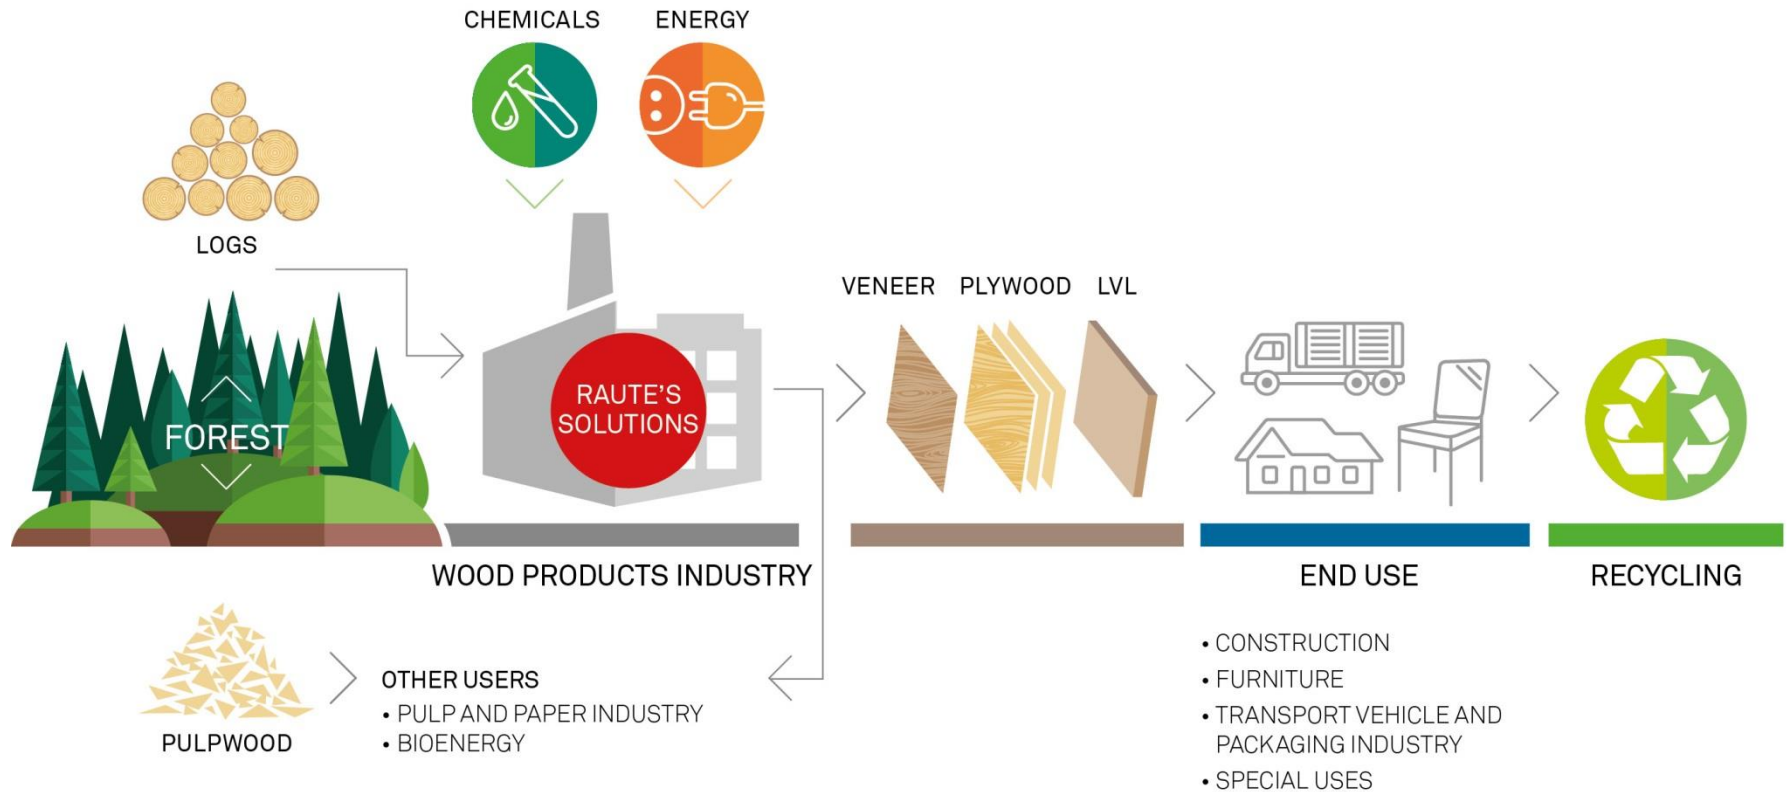 CHEMICALS
ENERGY
LOGS
FOREST
RAUTE'S
SOLUTIONS
VENEER
PLYWOOD
LVL
WOOD PRODUCTS INDUSTRY
END USE
RECYCLING
PULPWOOD
OTHER USERS
• PULP AND PAPER INDUSTRY
• BIOENERGY
• CONSTRUCTION
• FURNITURE
• TRANSPORT VEHICLE AND
PACKAGING INDUSTRY
• SPECIAL USES